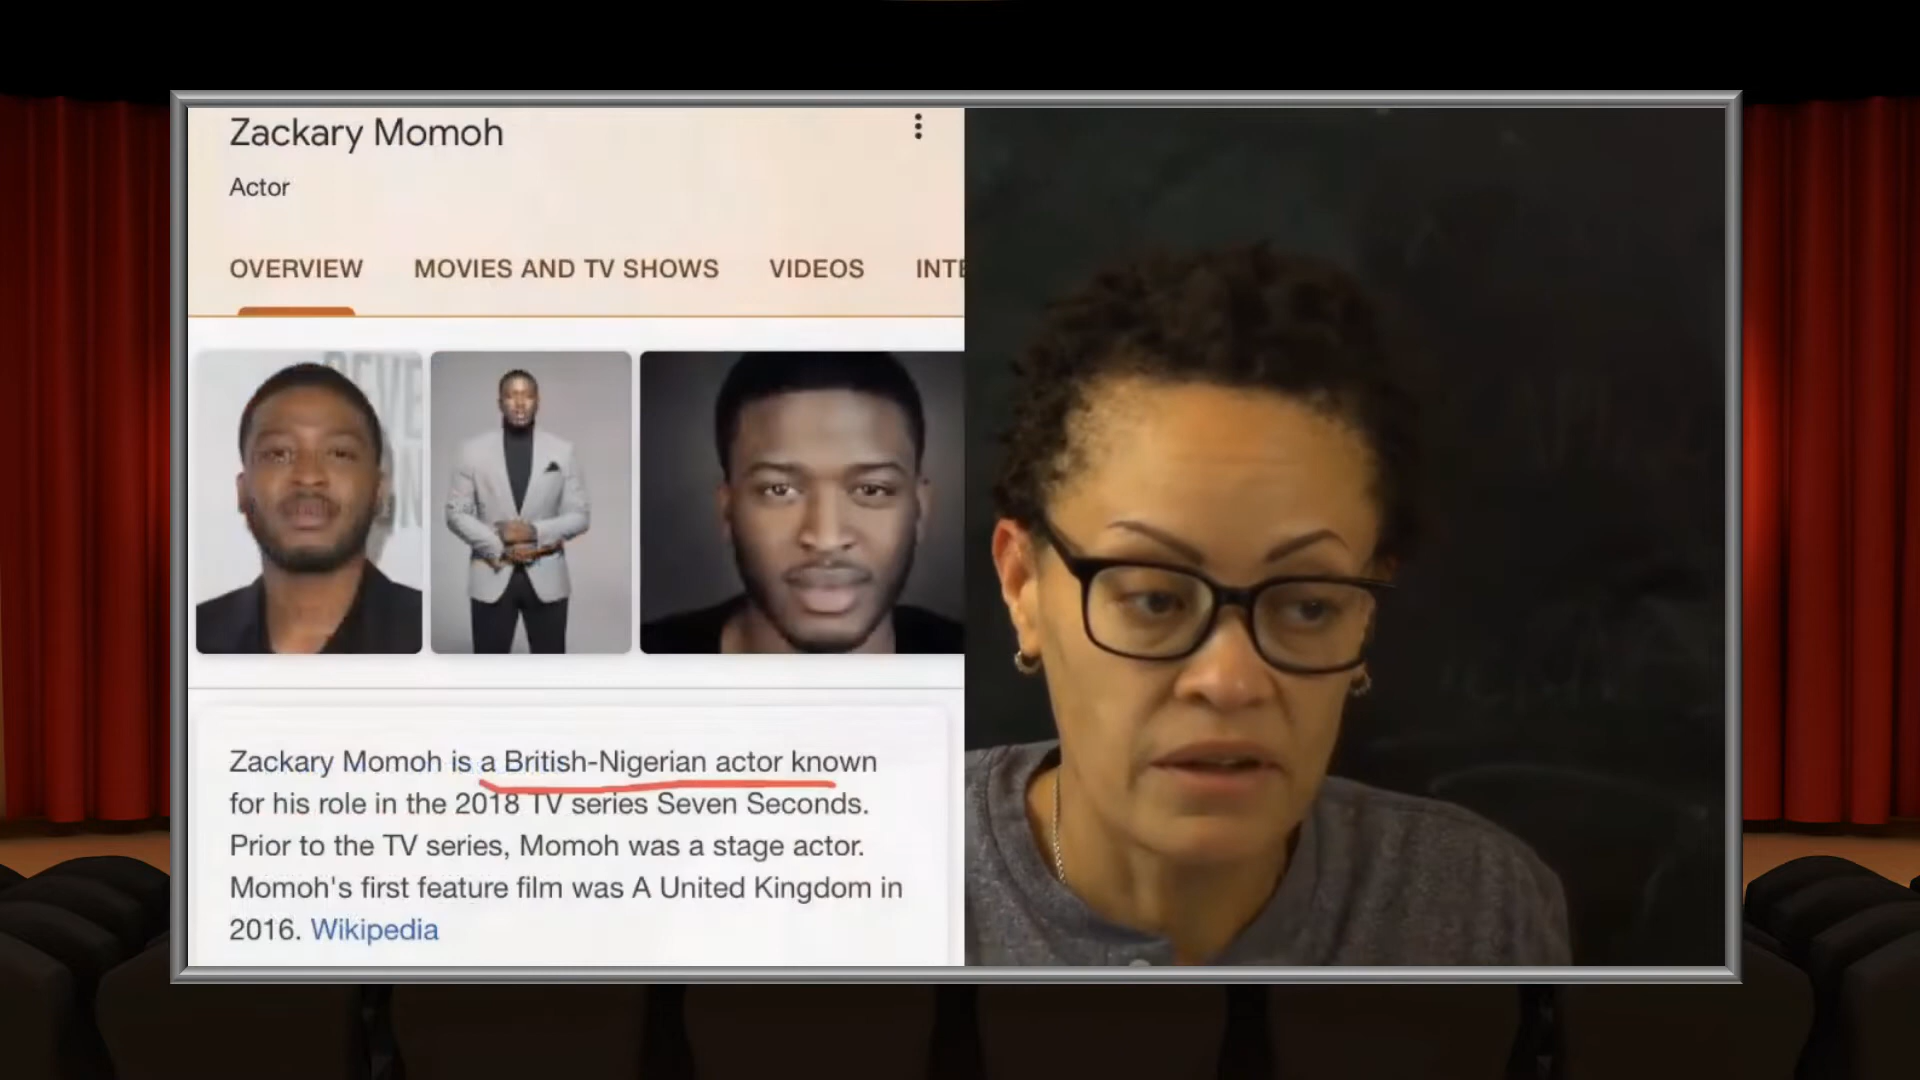 Zackary Momoh
Actor
OVERVIEW MOVIES AND TV SHOWS VIDEOS INTE
Zackary Momoh is a British-Nigerian actor known
for his role in the 2018 TV series Seven Seconds.
Prior to the TV series, Momoh was a stage actor.
Momoh's first feature film was A United Kingdom in
2016. Wikipedia